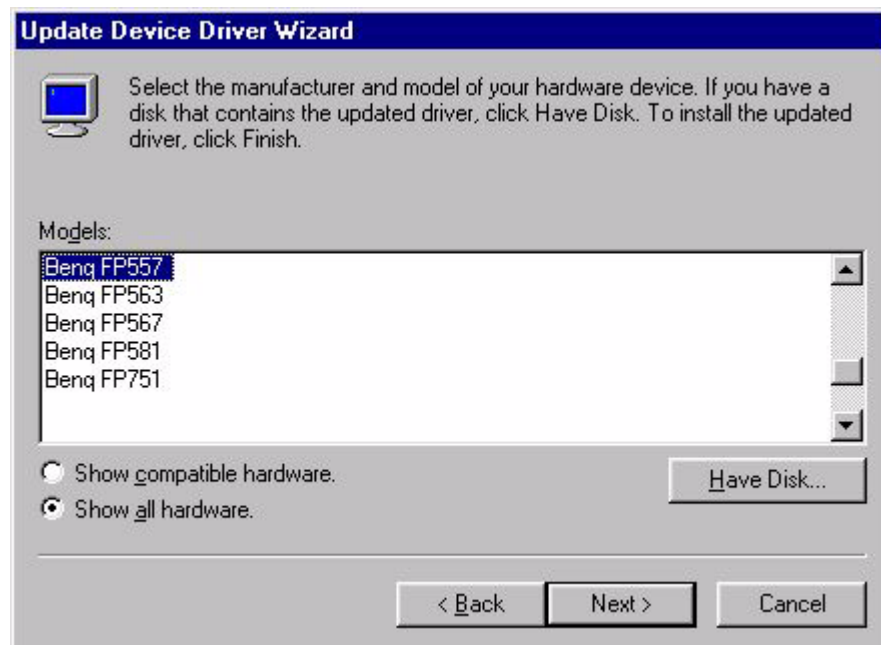 Update Device Driver Wizard
Select the manufacturer and model of your hardware device. If you have a
disk that contains the updated driver, click Have Disk. To install the updated
driver, click Finish.
Models:
Benq FP557
Benq FP563
Benq FP567
Benq FP581
Benq FP751
Show compatible hardware.
Show all hardware.
Have Disk...
< Back
Next >
Cancel